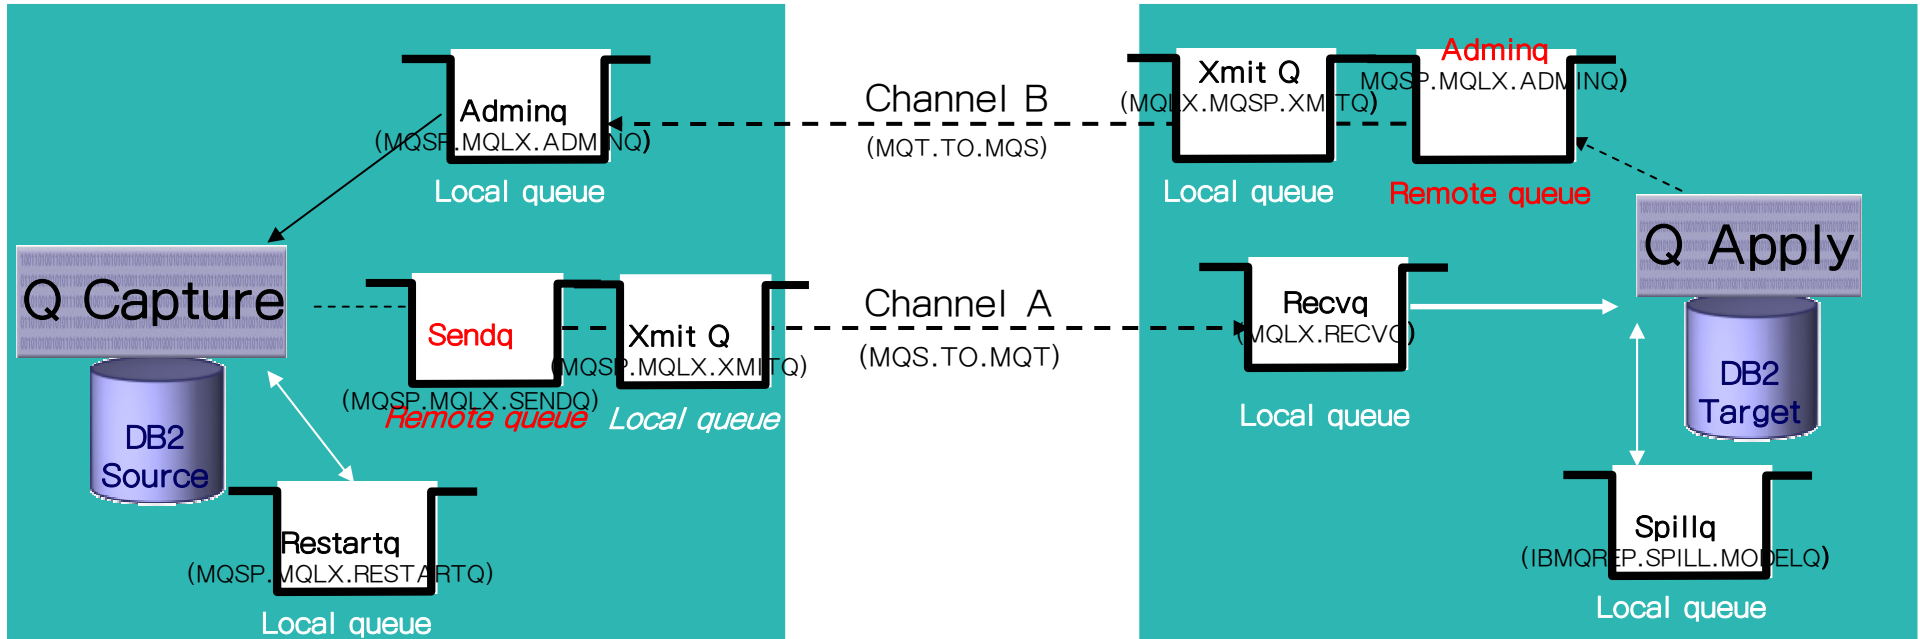 Adminq
(MQSP.MQLX.ADMINQ)
Local queue
Q Capture
DB2
Source
Sendq
(MQSP.MQLX.SENDQ)
Remote queue
Xmit Q
(MQSP.MQLX.XMITQ)
Local queue
Restartq
(MQSP.MQLX.RESTARTQ)
Local queue
Channel B
(MQT.TO.MQS)
Channel A
(MQS.TO.MQT)
Xmit Q
(MQLX.MQSP.XMITQ)
Local queue
Adminq
MQSP.MQLX.ADMINQ)
Remote queue
Q Apply
Recvq
(MQLX.RECVQ)
Local queue
DB2
Target
Spillq
(IBMQREP.SPILL.MODELQ)
Local queue